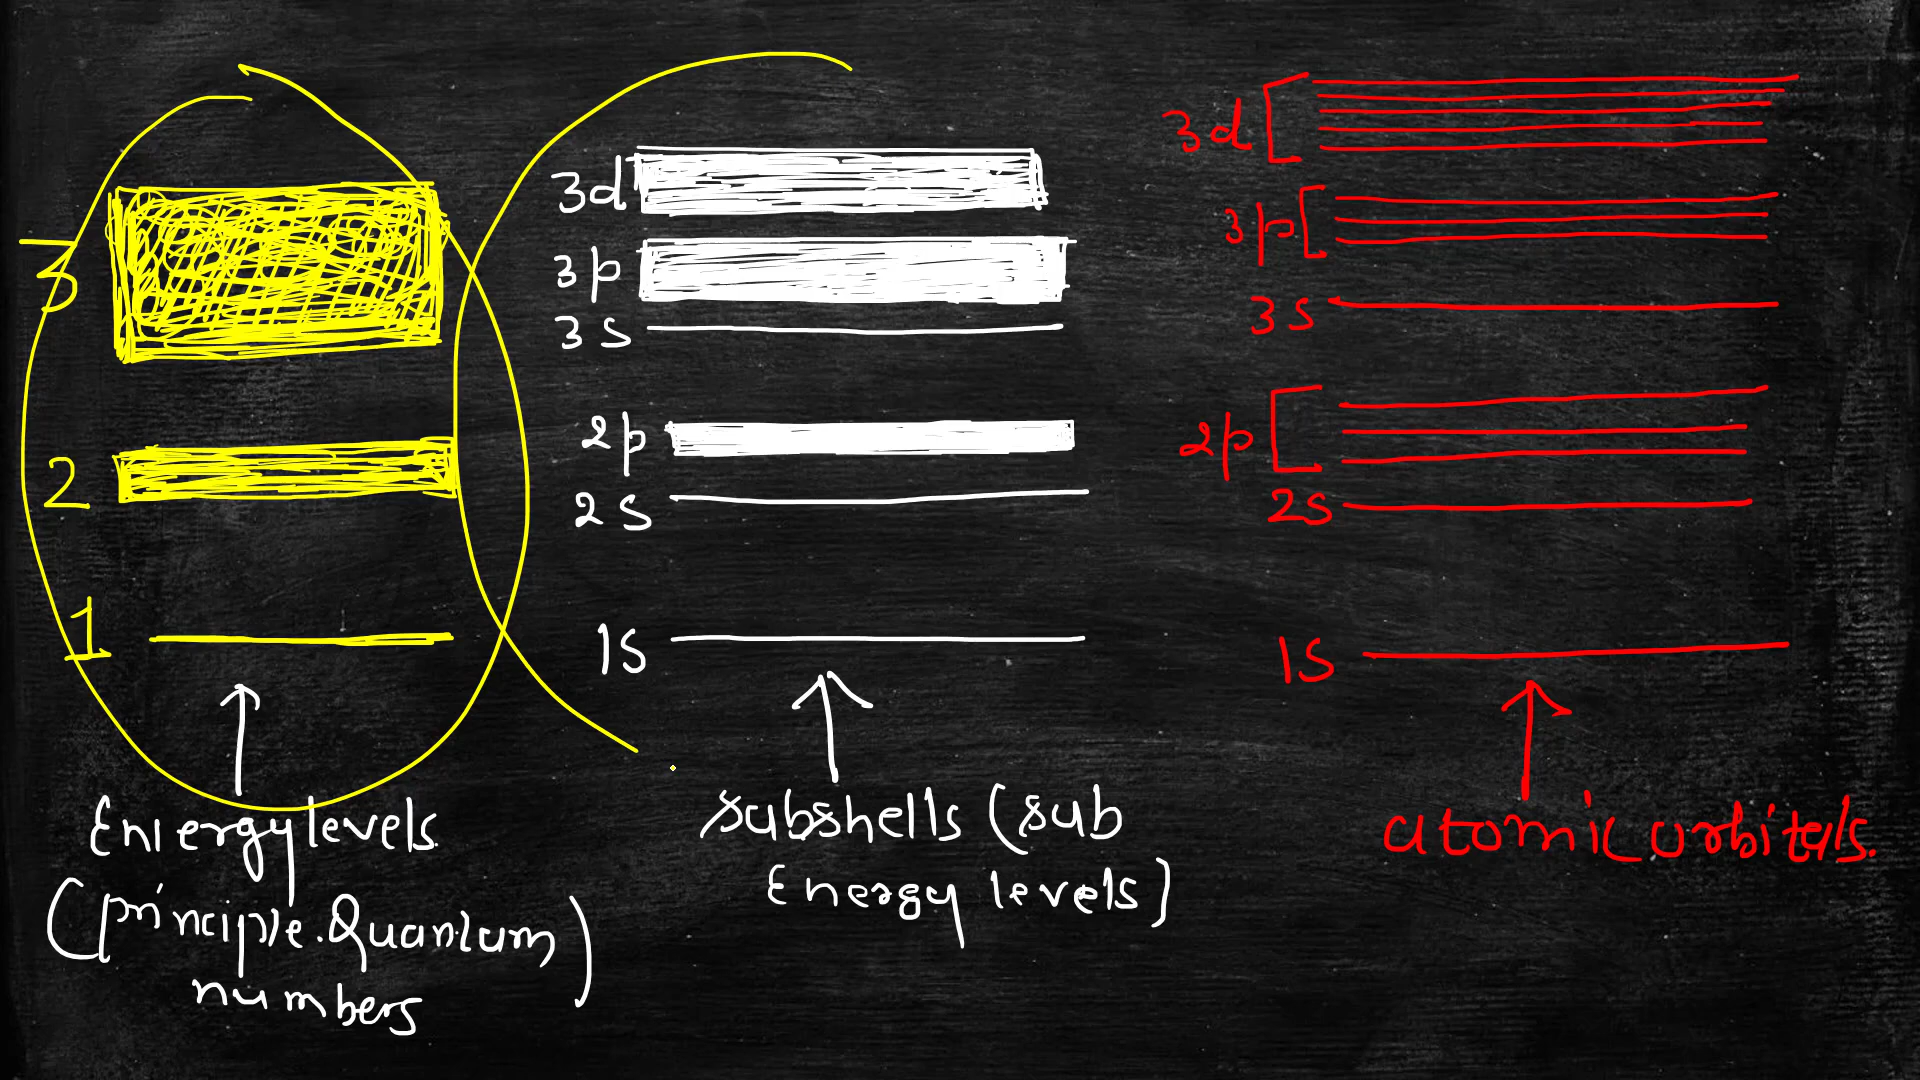 3
2
1
Energy levels
(principle. Quantum
numbers)
3d
3p
3s
2p
2s
1s
subshells (sub
Energy levels)
3d
3p
3s
2p
2s
1s
atomic orbitals.